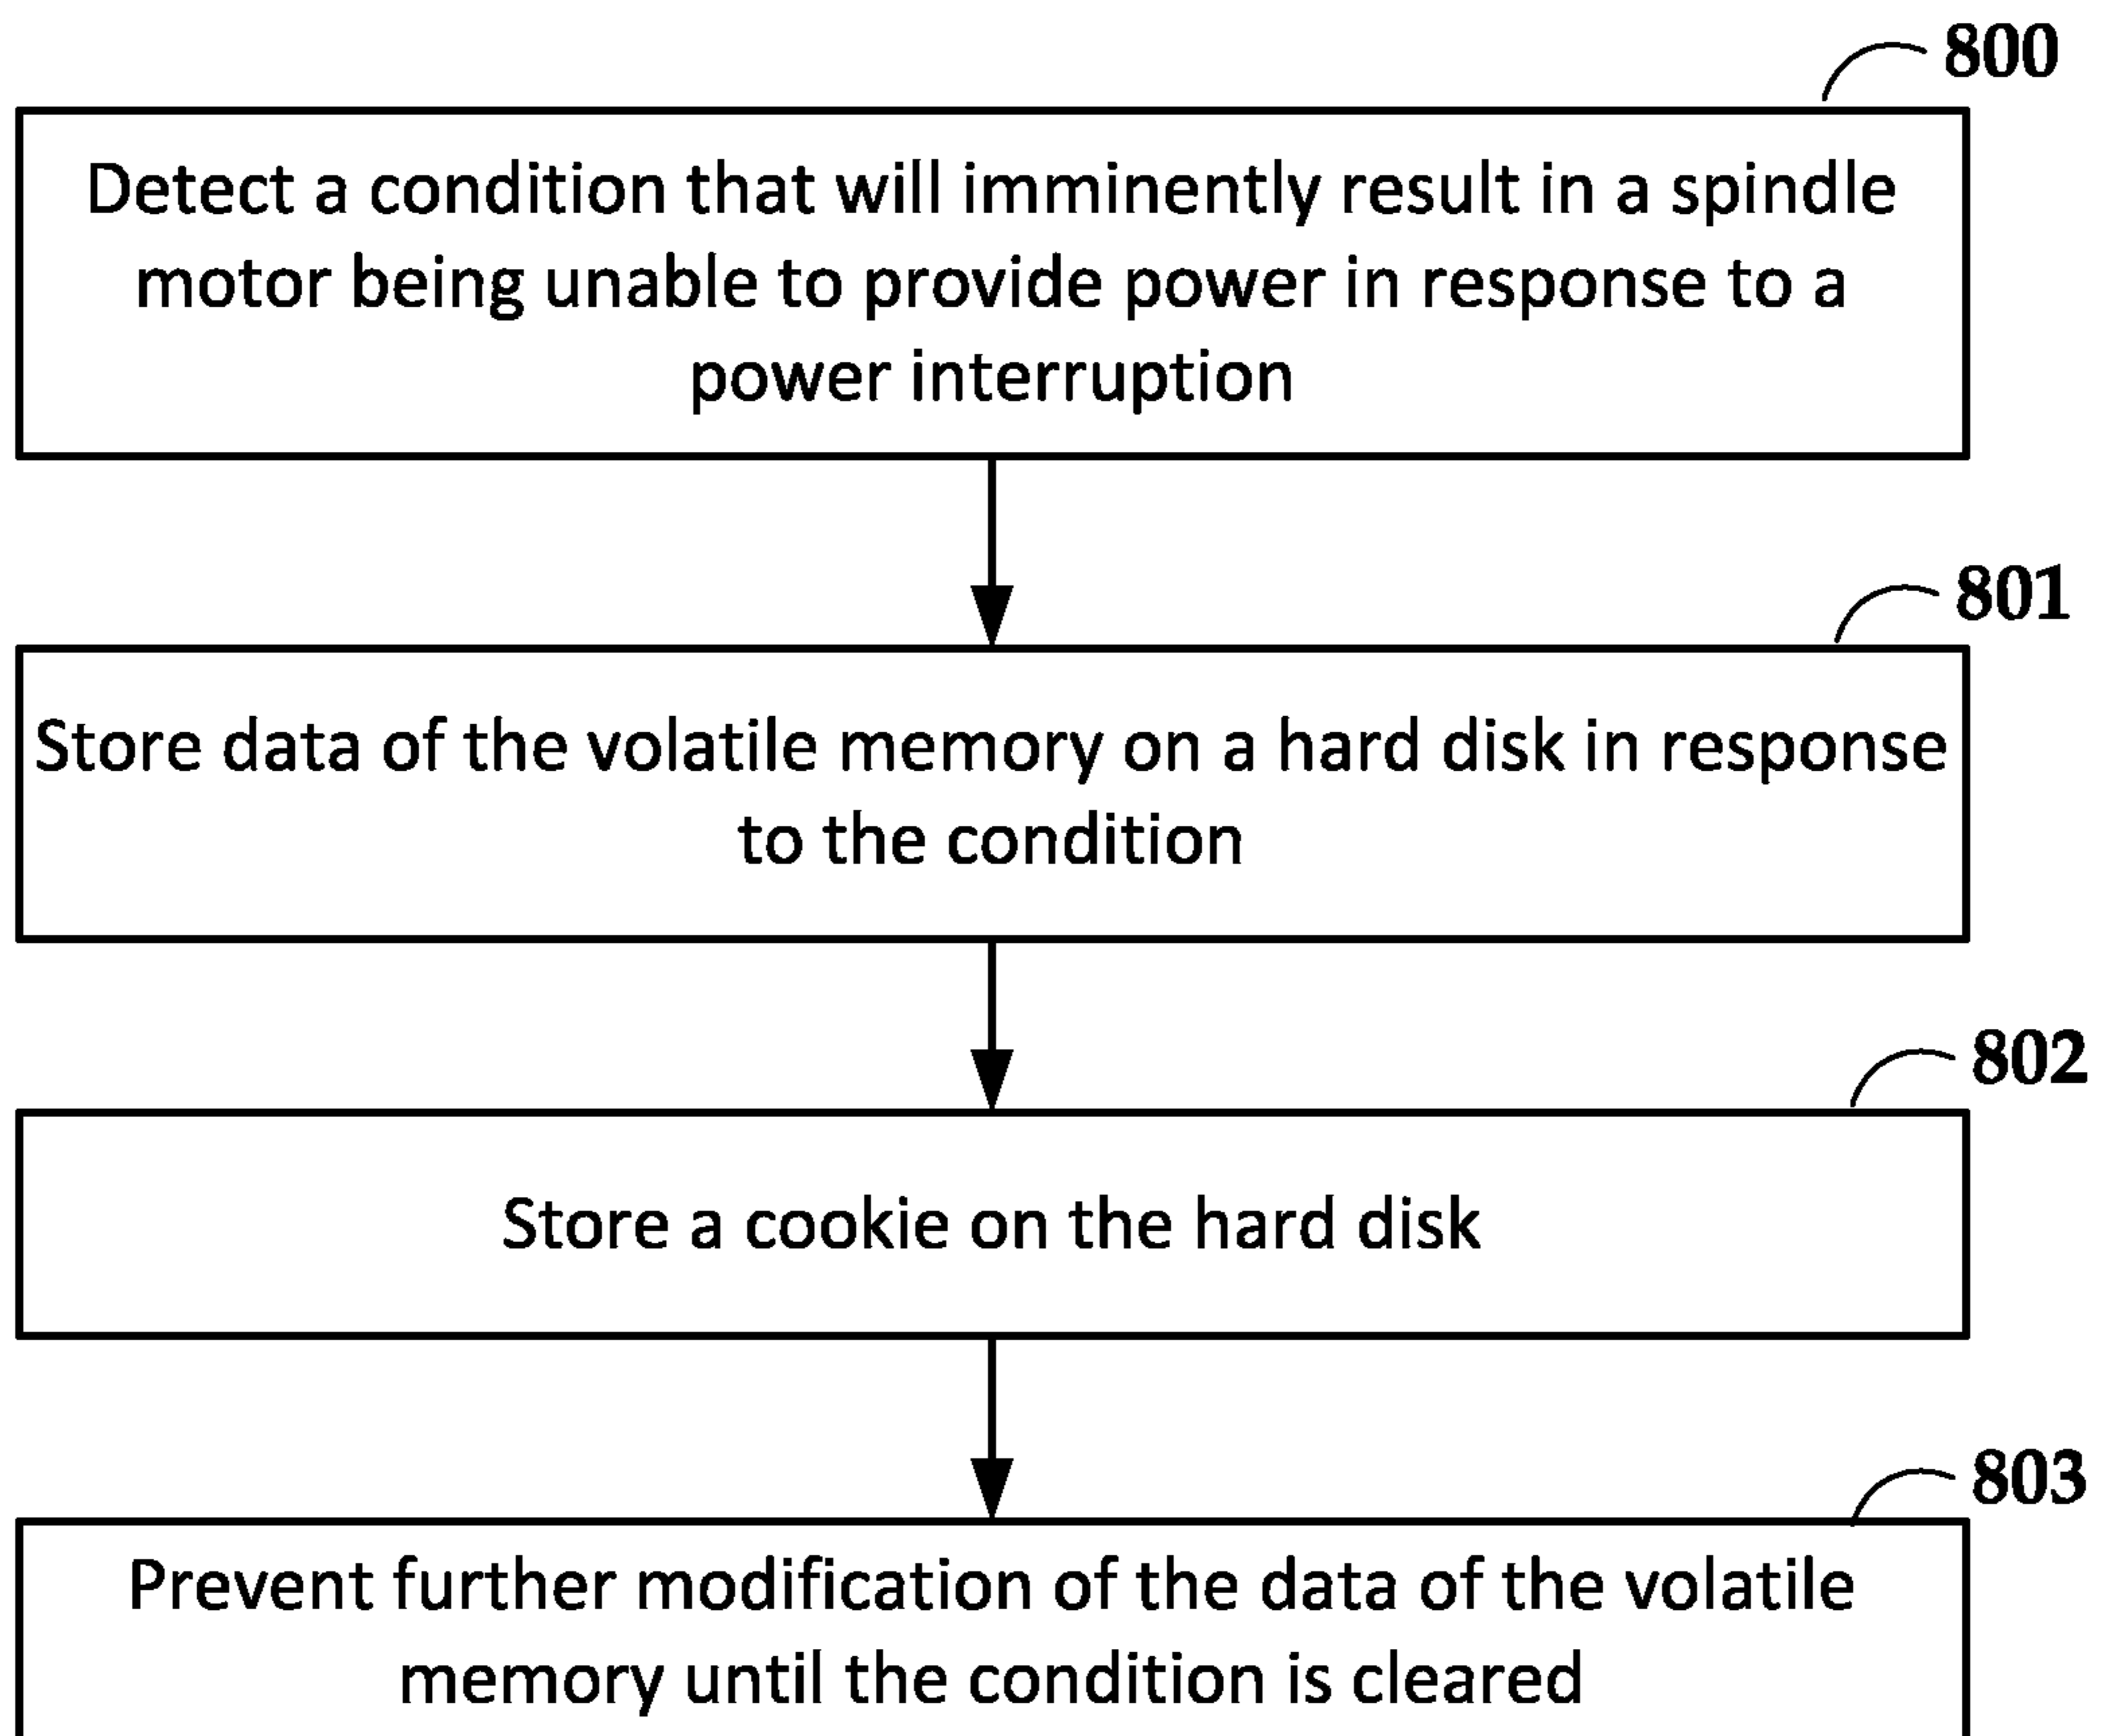 800
Detect a condition that will imminently result in a spindle
motor being unable to provide power in response to a
power interruption
801
Store data of the volatile memory on a hard disk in response
to the condition
802
Store a cookie on the hard disk
803
Prevent further modification of the data of the volatile
memory until the condition is cleared